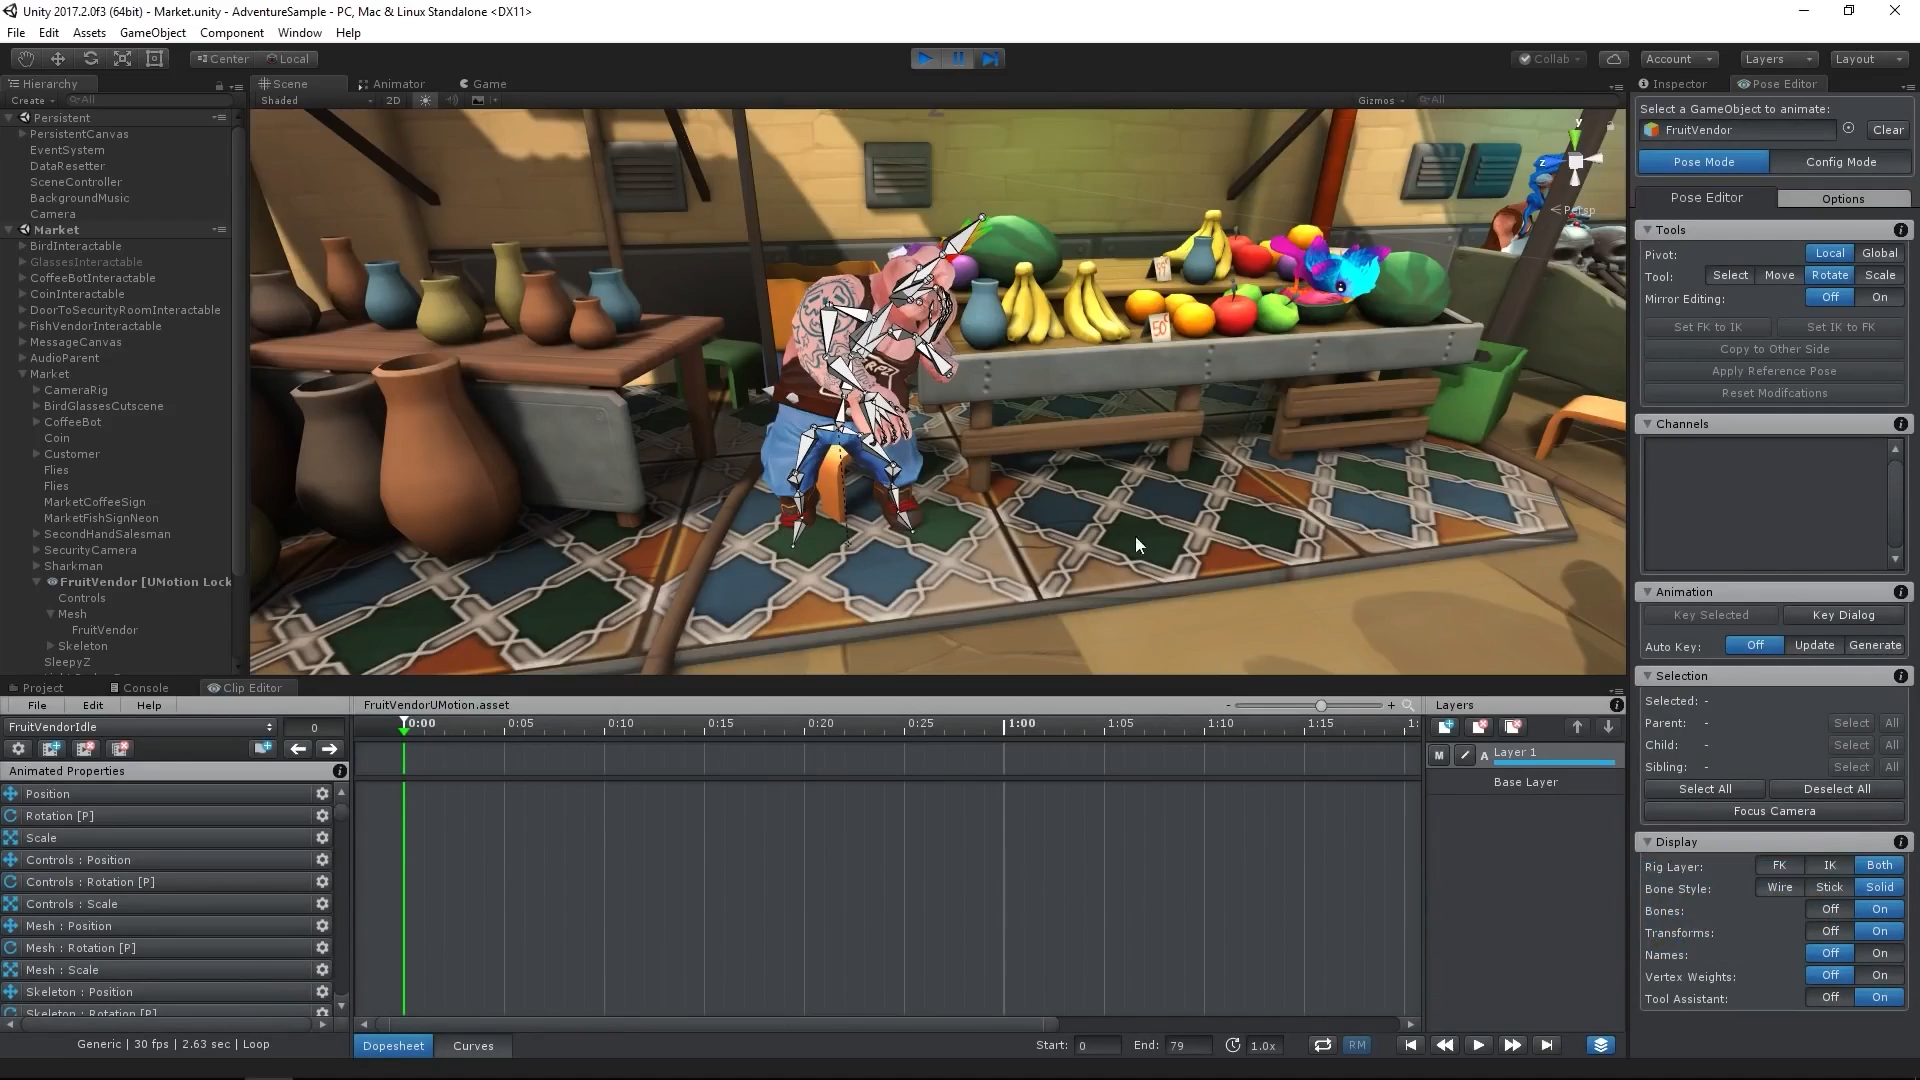 Unity 2017.2.0f3 (64bit) - Market.unity - AdventureSample - PC, Mac & Linux Standalone <DX11>
File Edit Assets GameObject Component Window Help
Center Local
Collab Account Layers Layout
Hierarchy
Create All
Persistent
PersistentCanvas
EventSystem
DataResetter
SceneController
BackgroundMusic
Camera
Market
BirdInteractable
GlassesInteractable
CoffeeBotInteractable
CoinInteractable
DoorToSecurityRoomInteractable
FishVendorInteractable
MessageCanvas
AudioParent
Market
CameraRig
BirdGlassesCutscene
CoffeeBot
Coin
Customer
Flies
Flies
MarketCoffeeSign
MarketFishSignNeon
SecondHandSalesman
SecurityCamera
Sharkman
FruitVendor [UMotion Lock
Controls
Mesh
FruitVendor
Skeleton
SleepyZ
Scene Animator Game
Shaded 2D Gizmos All
y
z
Persp
50¢
Inspector Pose Editor
Select a GameObject to animate:
FruitVendor Clear
Pose Mode Config Mode
Pose Editor Options
Tools
Pivot: Local Global
Tool: Select Move Rotate Scale
Mirror Editing: Off On
Set FK to IK Set IK to FK
Copy to Other Side
Apply Reference Pose
Reset Modifcations
Channels
Animation
Key Selected Key Dialog
Auto Key: Off Update Generate
Selection
Selected: -
Parent: - Select All
Child: - Select All
Sibling: - Select All
Select All Deselect All
Focus Camera
Display
Rig Layer: FK IK Both
Bone Style: Wire Stick Solid
Bones: Off On
Transforms: Off On
Names: Off On
Vertex Weights: Off On
Tool Assistant: Off On
Project Console Clip Editor
File Edit Help
FruitVendorIdle 0
Animated Properties
Position
Rotation [P]
Scale
Controls : Position
Controls : Rotation [P]
Controls : Scale
Mesh : Position
Mesh : Rotation [P]
Mesh : Scale
Skeleton : Position
Skeleton : Rotation [P]
Generic | 30 fps | 2.63 sec | Loop
FruitVendorUMotion.asset - +
0:00 0:05 0:10 0:15 0:20 0:25 1:00 1:05 1:10 1:15 1:
Dopesheet Curves
Start: 0 End: 79 1.0x RM
Layers
M A Layer 1
Base Layer